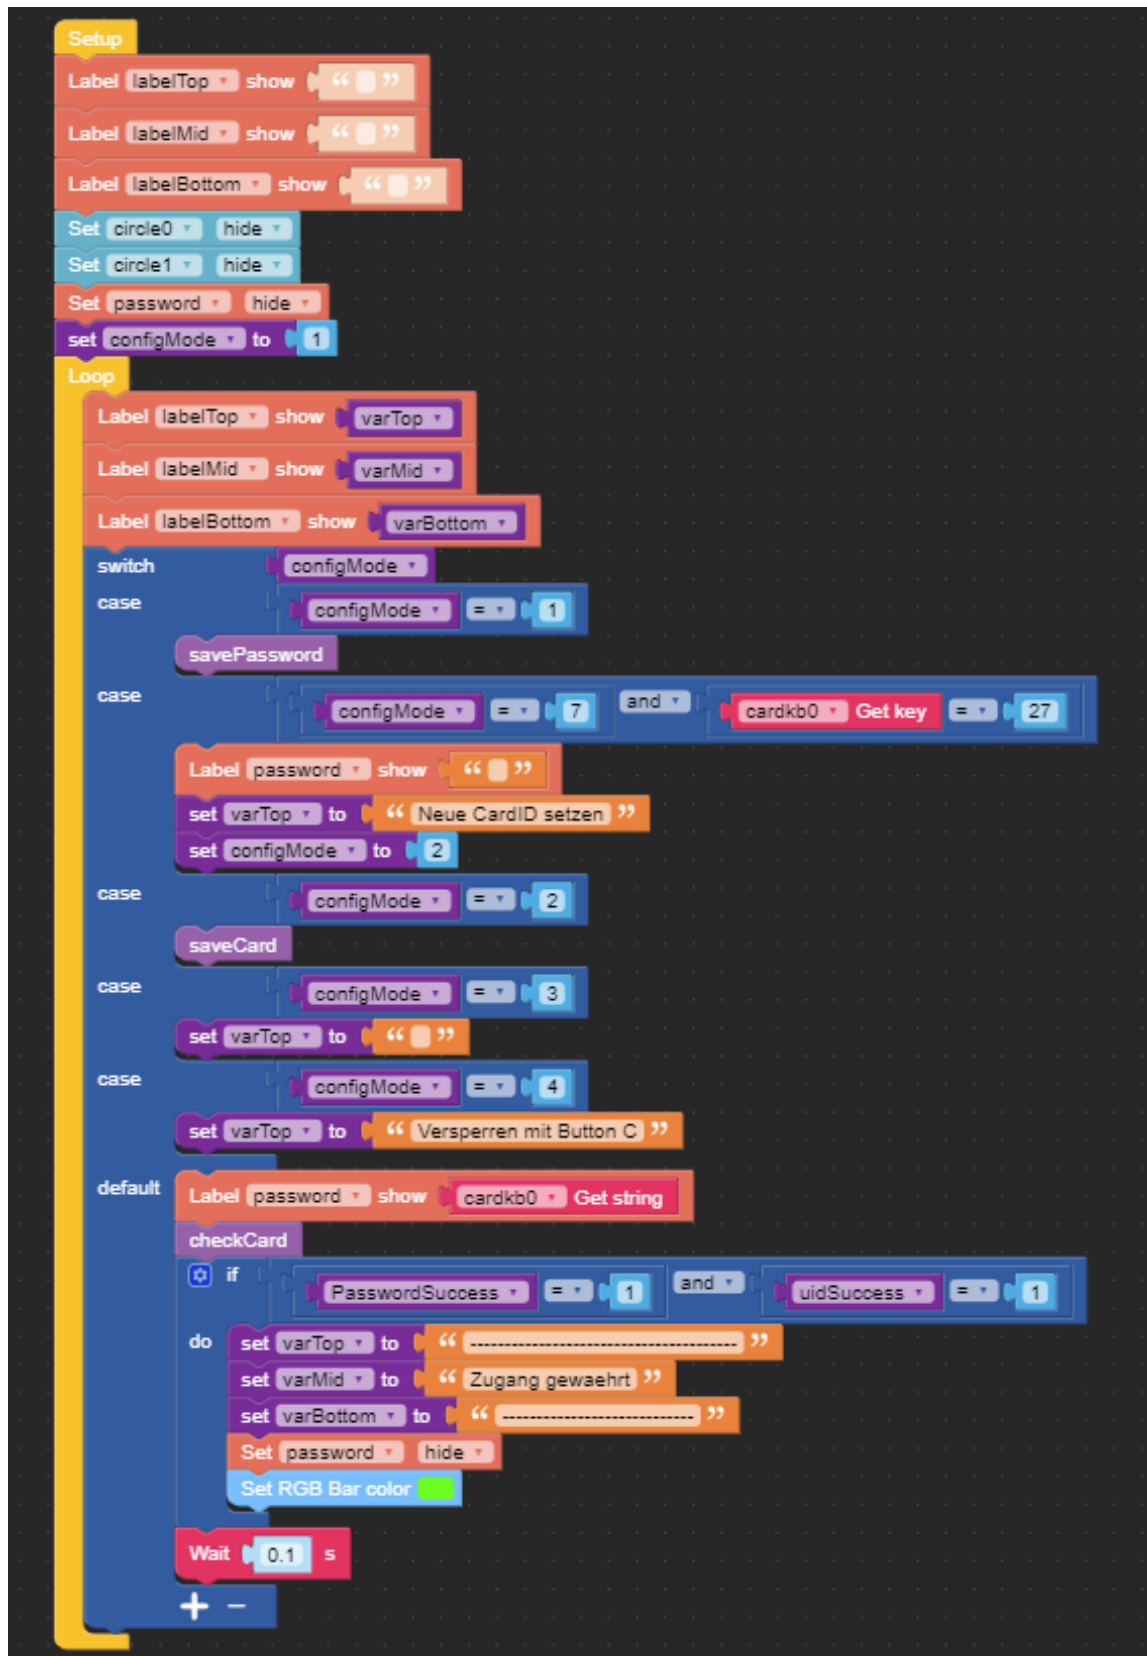 Setup
Label labelTop show “ ”
Label labelMid show “ ”
Label labelBottom show “ ”
Set circle0 hide
Set circle1 hide
Set password hide
set configMode to 1
Loop
Label labelTop show varTop
Label labelMid show varMid
Label labelBottom show varBottom
switch configMode
case configMode = 1
savePassword
case configMode = 7 and cardkb0 Get key = 27
Label password show “ ”
set varTop to “ Neue CardID setzen ”
set configMode to 2
case configMode = 2
saveCard
case configMode = 3
set varTop to “ ”
case configMode = 4
set varTop to “ Versperren mit Button C ”
default Label password show cardkb0 Get string
checkCard
if PasswordSuccess = 1 and uidSuccess = 1
do set varTop to “ --------------------------------------- ”
set varMid to “ Zugang gewaehrt ”
set varBottom to “ ---------------------------- ”
Set password hide
Set RGB Bar color
Wait 0.1 s
+ −